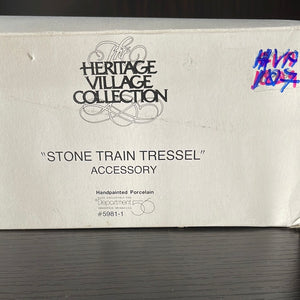 The
HERITAGE
VILLAGE
COLLECTION
"STONE TRAIN TRESSEL"
ACCESSORY
Handpainted Porcelain
Department 56
#5981-1